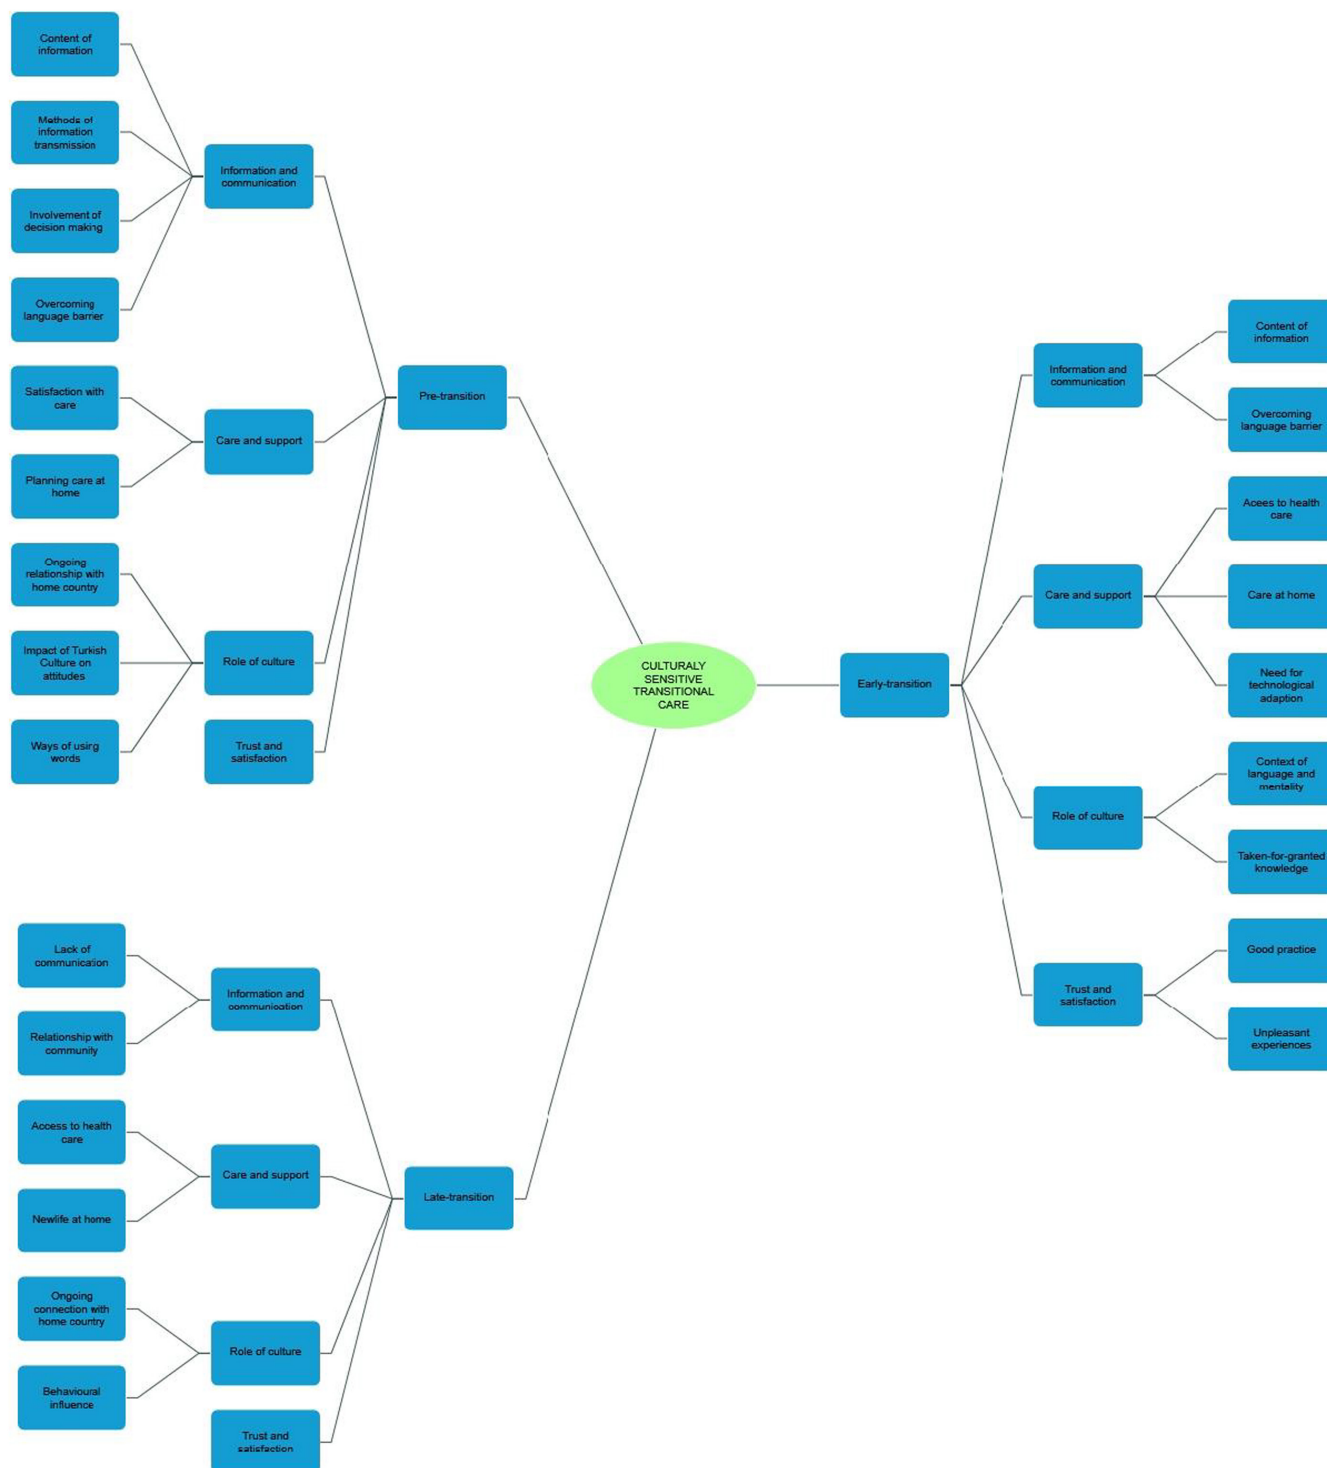 Content of
information
Methods of
information
transmission
Involvement of
decision making
Overcoming
language barrier
Information and
communication
Satisfaction with
care
Planning care at
home
Care and support
Ongoing
relationship with
home country
Impact of Turkish
Culture on
attitudes
Ways of using
words
Role of culture
Trust and
satisfaction
Pre-transition
CULTURALY
SENSITIVE
TRANSITIONAL
CARE
Early-transition
Information and
communication
Content of
information
Overcoming
language barrier
Care and support
Acees to health
care
Care at home
Need for
technological
adaption
Role of culture
Context of
language and
mentality
Taken-for-granted
knowledge
Trust and
satisfaction
Good practice
Unpleasant
experiences
Lack of
communication
Relationship with
community
Information and
communication
Access to health
care
Newlife at home
Care and support
Ongoing
connection with
home country
Behavioural
influence
Role of culture
Trust and
satisfaction
Late-transition